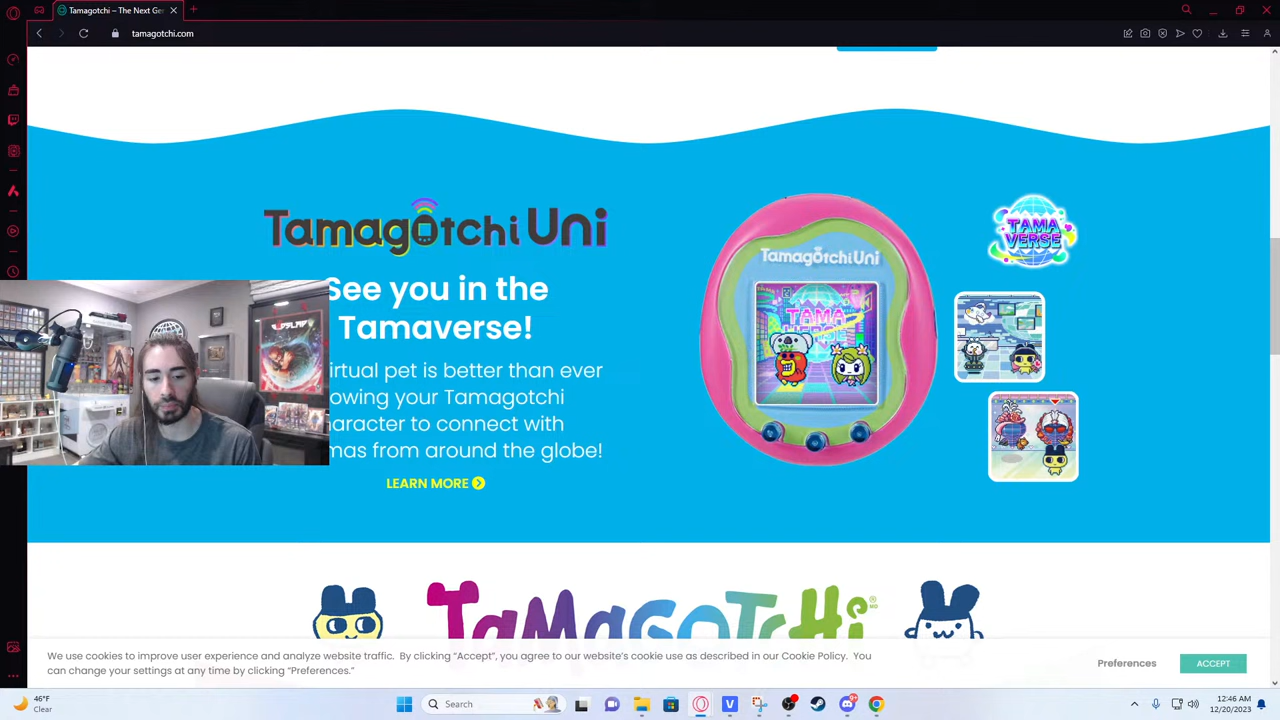 Tamagotchi – The Next Ge
tamagotchi.com
Tamagotchi Uni
See you in the
Tamaverse!
irtual pet is better than ever
owing your Tamagotchi
aracter to connect with
mas from around the globe!
LEARN MORE
Tamagotchi Uni
TAMA
VERSE
TAMA
VERSE
TaMaGoTcHi
We use cookies to improve user experience and analyze website traffic. By clicking “Accept”, you agree to our website’s cookie use as described in our Cookie Policy. You
can change your settings at any time by clicking “Preferences.”
Preferences
ACCEPT
46°F
Clear
Search
12:46 AM
12/20/2023